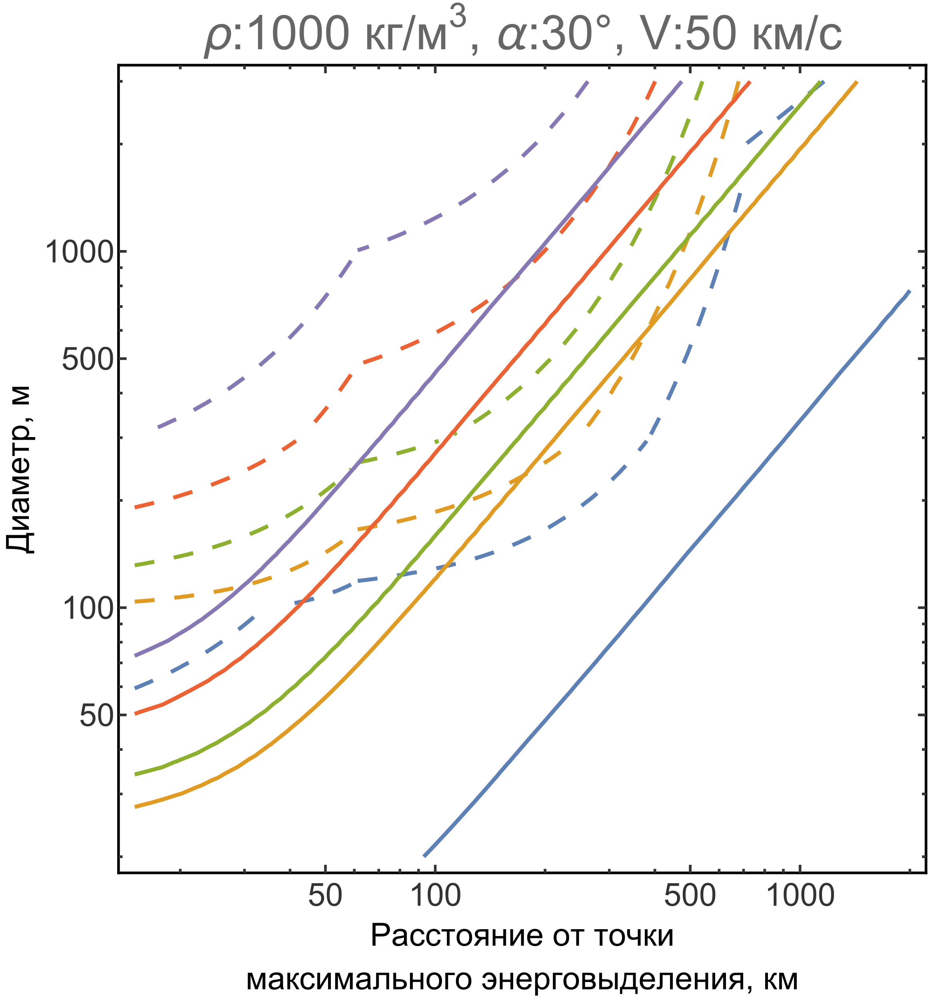 ρ:1000 кг/м³, α:30°, V:50 км/с
Диаметр, м
1000
500
100
50
50 100 500 1000
Расстояние от точки
максимального энерговыделения, км